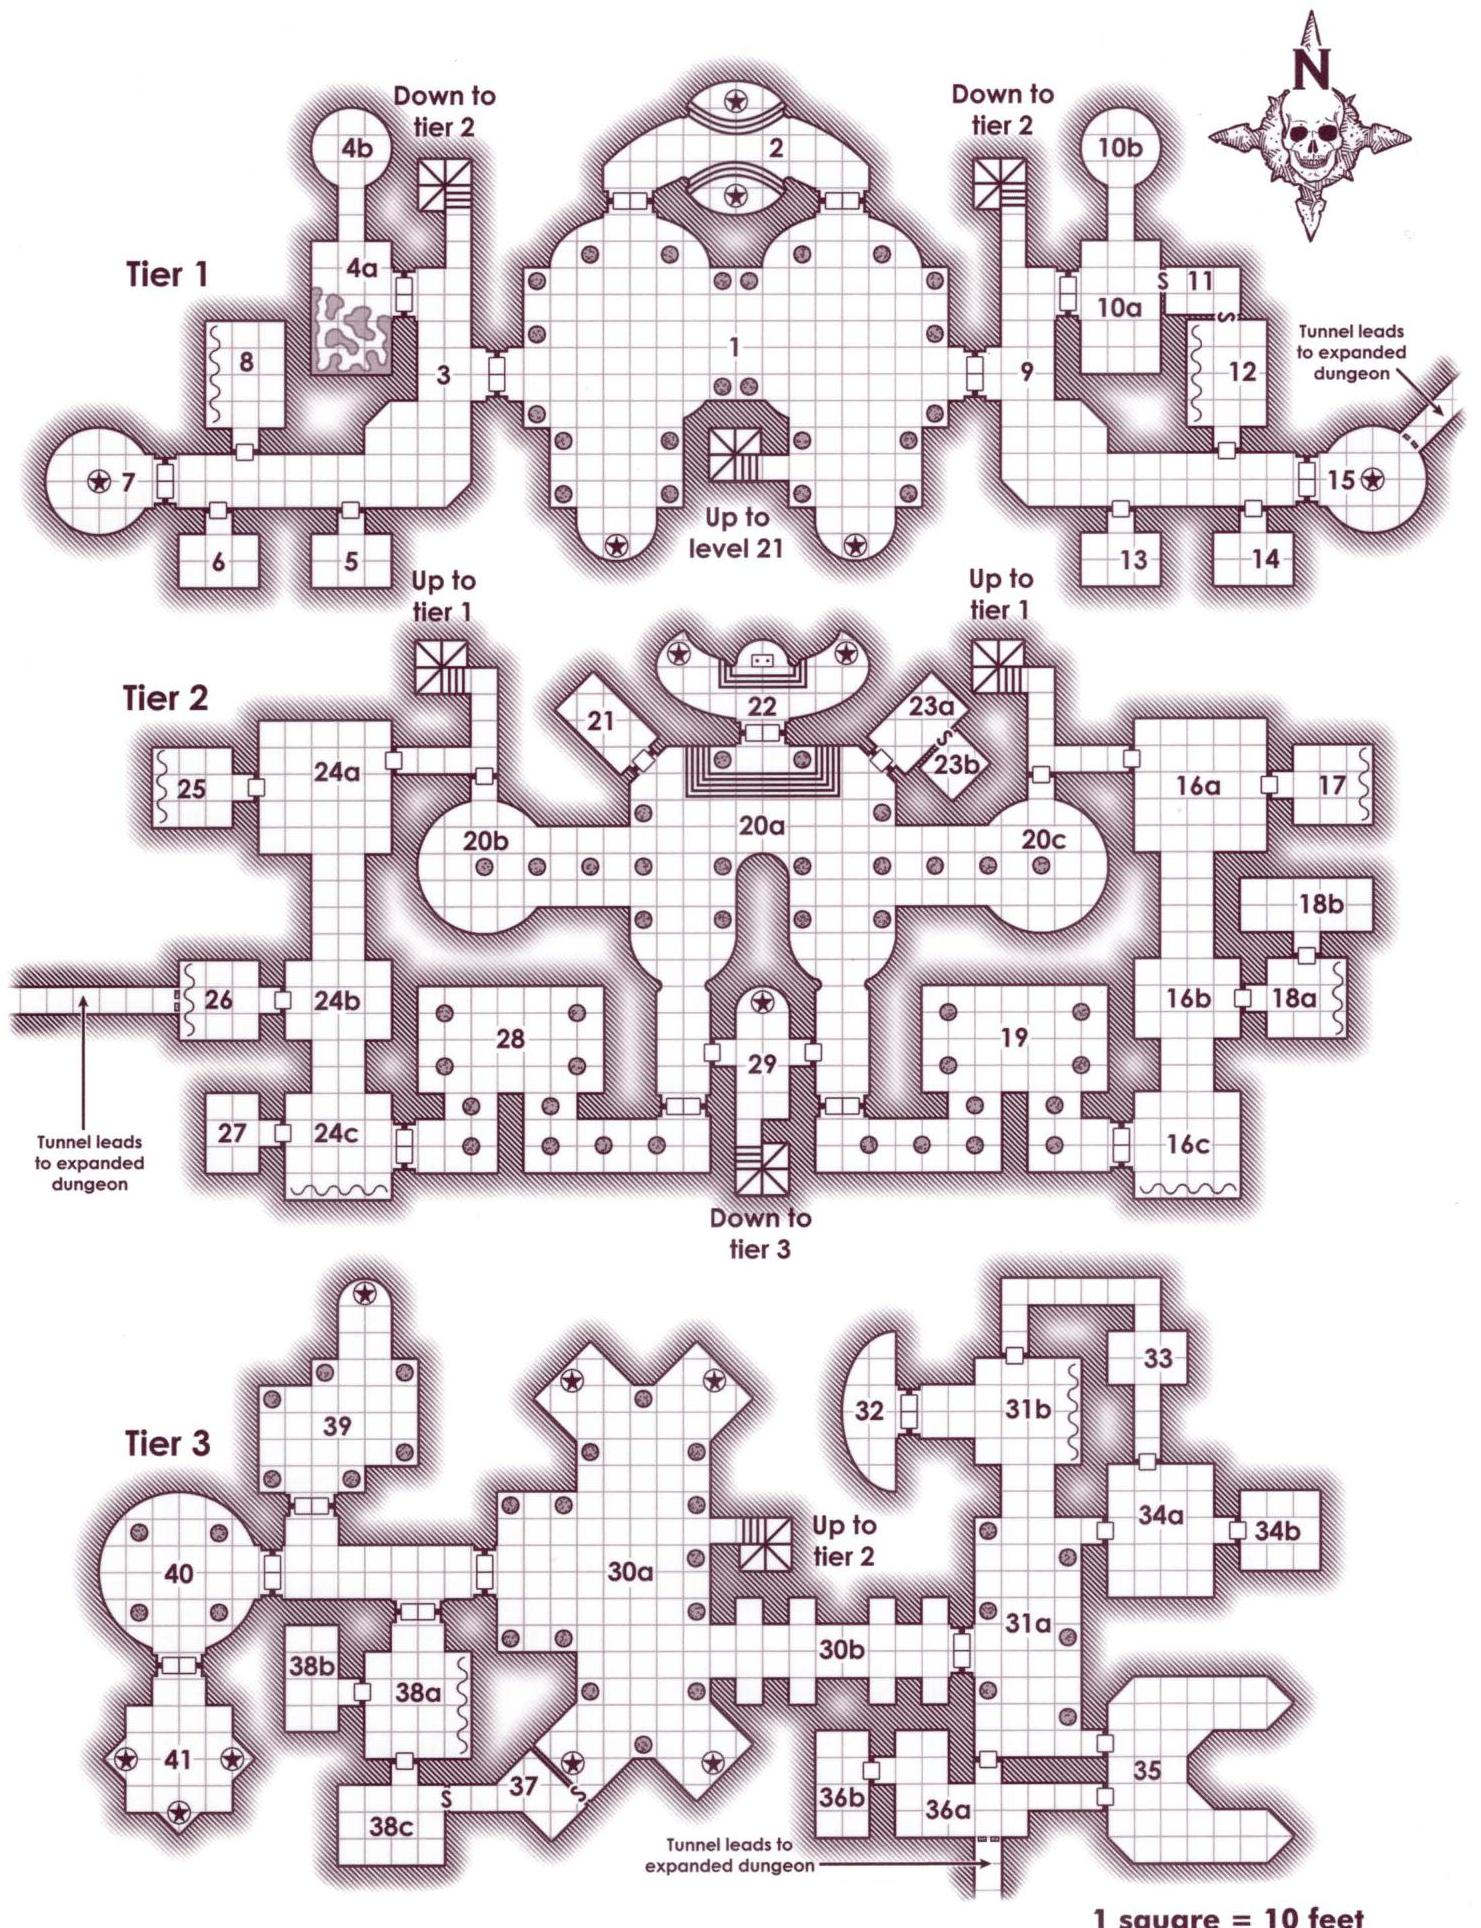 N
Down to
tier 2
Down to
tier 2
4b
2
10b
Tier 1
4a
S
11
10a
S
1
8
3
9
12
Tunnel leads
to expanded
dungeon
7
15
Up to
level 21
6
5
13
14
Up to
tier 1
Up to
tier 1
Tier 2
21
22
23a
S
23b
25
24a
16a
17
20b
20a
20c
18b
26
24b
16b
18a
28
19
29
27
24c
16c
Tunnel leads
to expanded
dungeon
Down to
tier 3
33
32
31b
39
Tier 3
34a
34b
Up to
tier 2
40
30a
31a
30b
38b
38a
41
37
S
S
35
38c
36b
36a
Tunnel leads to
expanded dungeon
1 square = 10 feet